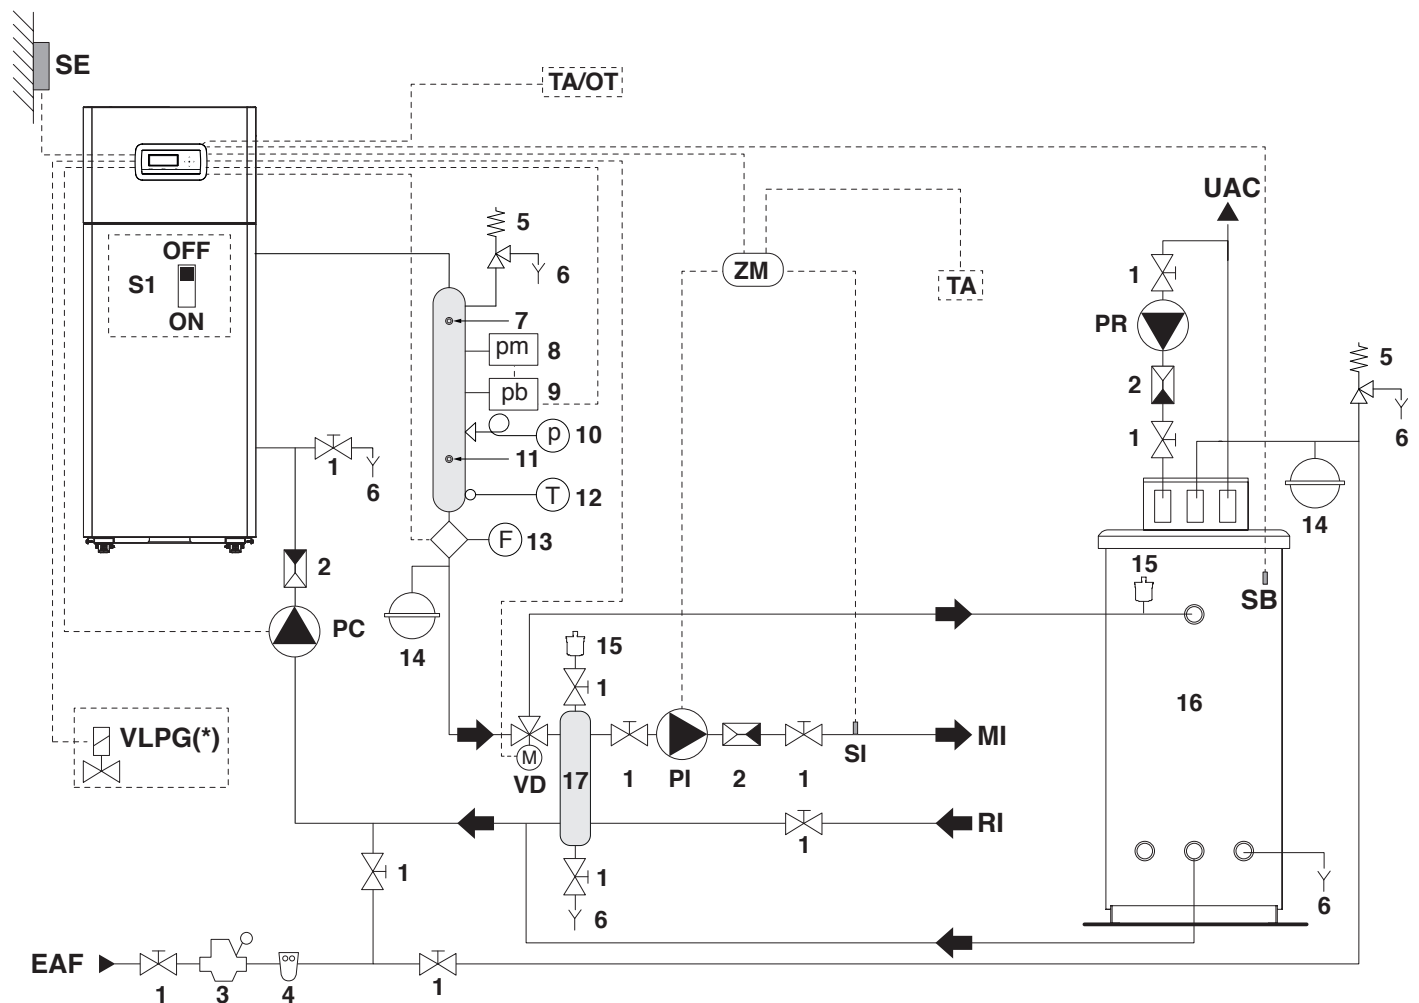 SE
TA/OT
UAC
OFF
S1
ON
5
6
ZM
TA
1
PR
7
pm 8
2
5
pb 9
p 10
1
6
1
6
11
T 12
14
F 13
2
15
SB
PC
14
15
1
16
VLPG(*)
M
VD
17
1
PI
2
1
SI
MI
RI
1
1
1
6
6
EAF
1
3
4
1